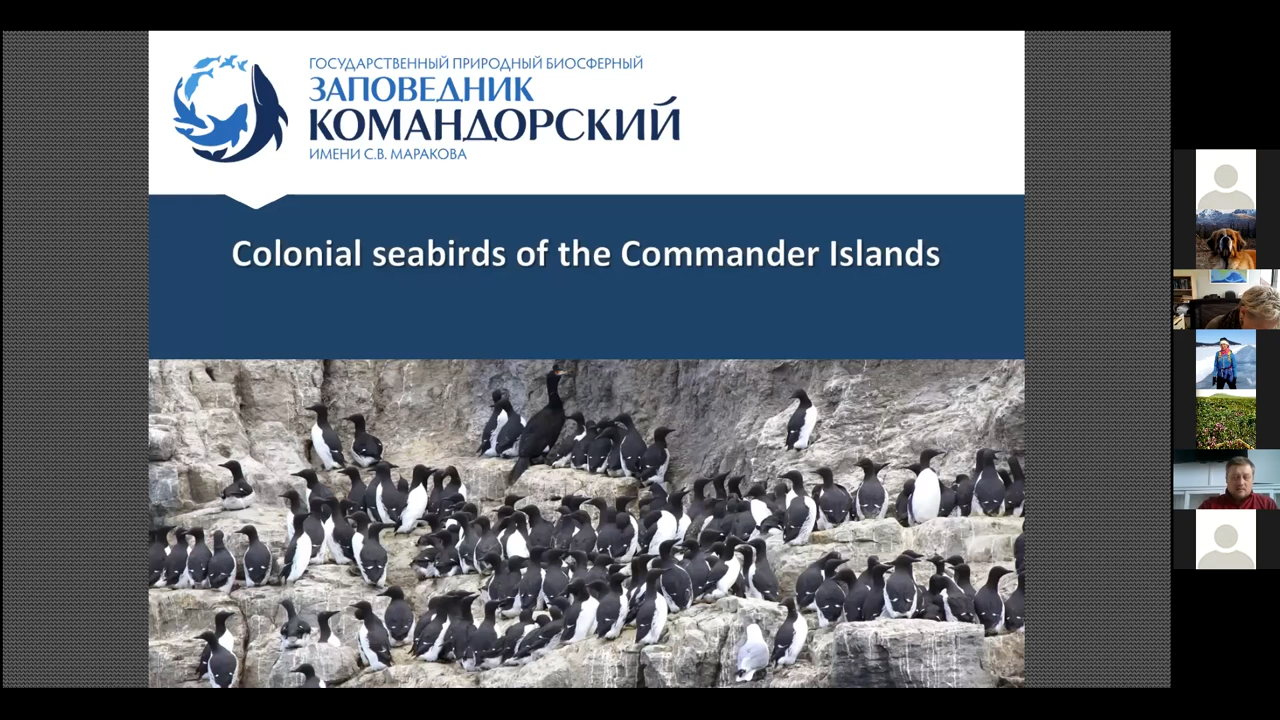 ГОСУДАРСТВЕННЫЙ ПРИРОДНЫЙ БИОСФЕРНЫЙ
ЗАПОВЕДНИК
КОМАНДОРСКИЙ
ИМЕНИ С.В. МАРАКОВА
Colonial seabirds of the Commander Islands